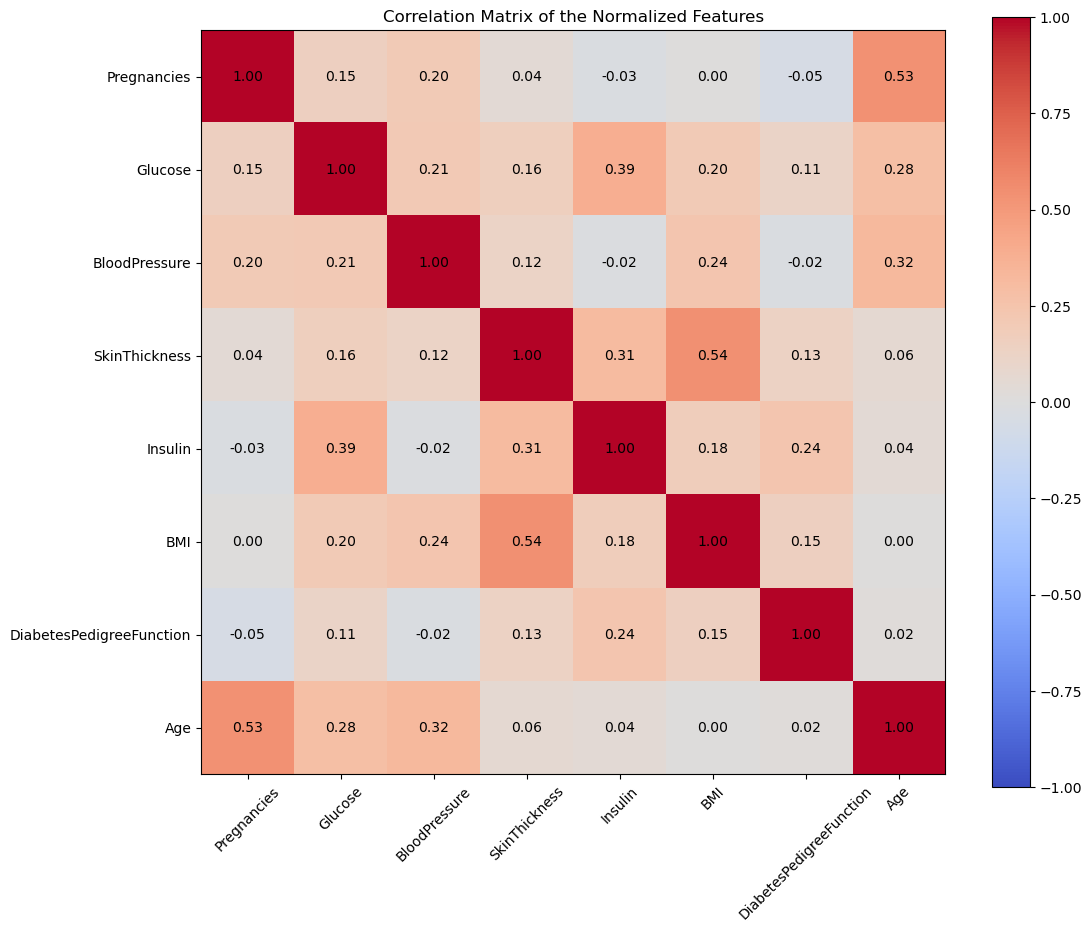 Correlation Matrix of the Normalized Features
Pregnancies 1.00 0.15 0.20 0.04 -0.03 0.00 -0.05 0.53
Glucose 0.15 1.00 0.21 0.16 0.39 0.20 0.11 0.28
BloodPressure 0.20 0.21 1.00 0.12 -0.02 0.24 -0.02 0.32
SkinThickness 0.04 0.16 0.12 1.00 0.31 0.54 0.13 0.06
Insulin -0.03 0.39 -0.02 0.31 1.00 0.18 0.24 0.04
BMI 0.00 0.20 0.24 0.54 0.18 1.00 0.15 0.00
DiabetesPedigreeFunction -0.05 0.11 -0.02 0.13 0.24 0.15 1.00 0.02
Age 0.53 0.28 0.32 0.06 0.04 0.00 0.02 1.00
Pregnancies Glucose BloodPressure SkinThickness Insulin BMI DiabetesPedigreeFunction Age
1.00
0.75
0.50
0.25
0.00
−0.25
−0.50
−0.75
−1.00